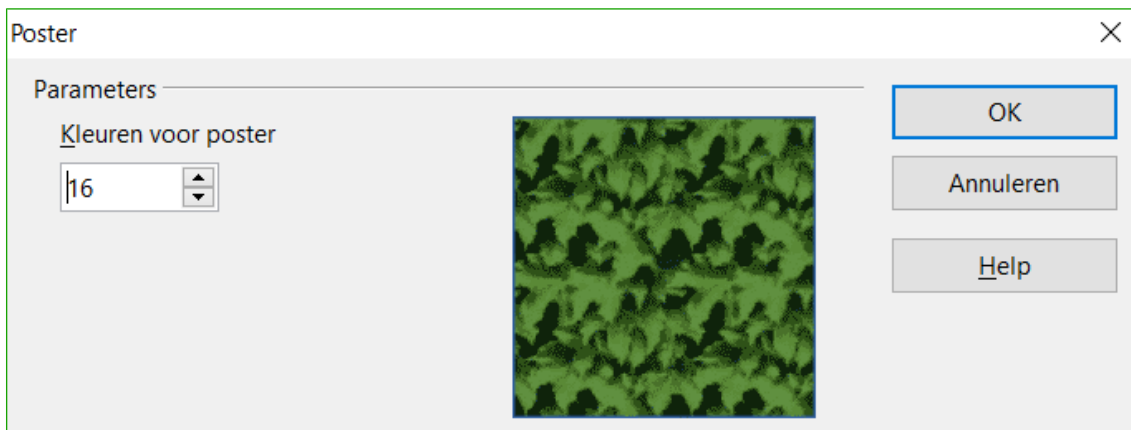 Poster
Parameters
Kleuren voor poster
16
OK
Annuleren
Help